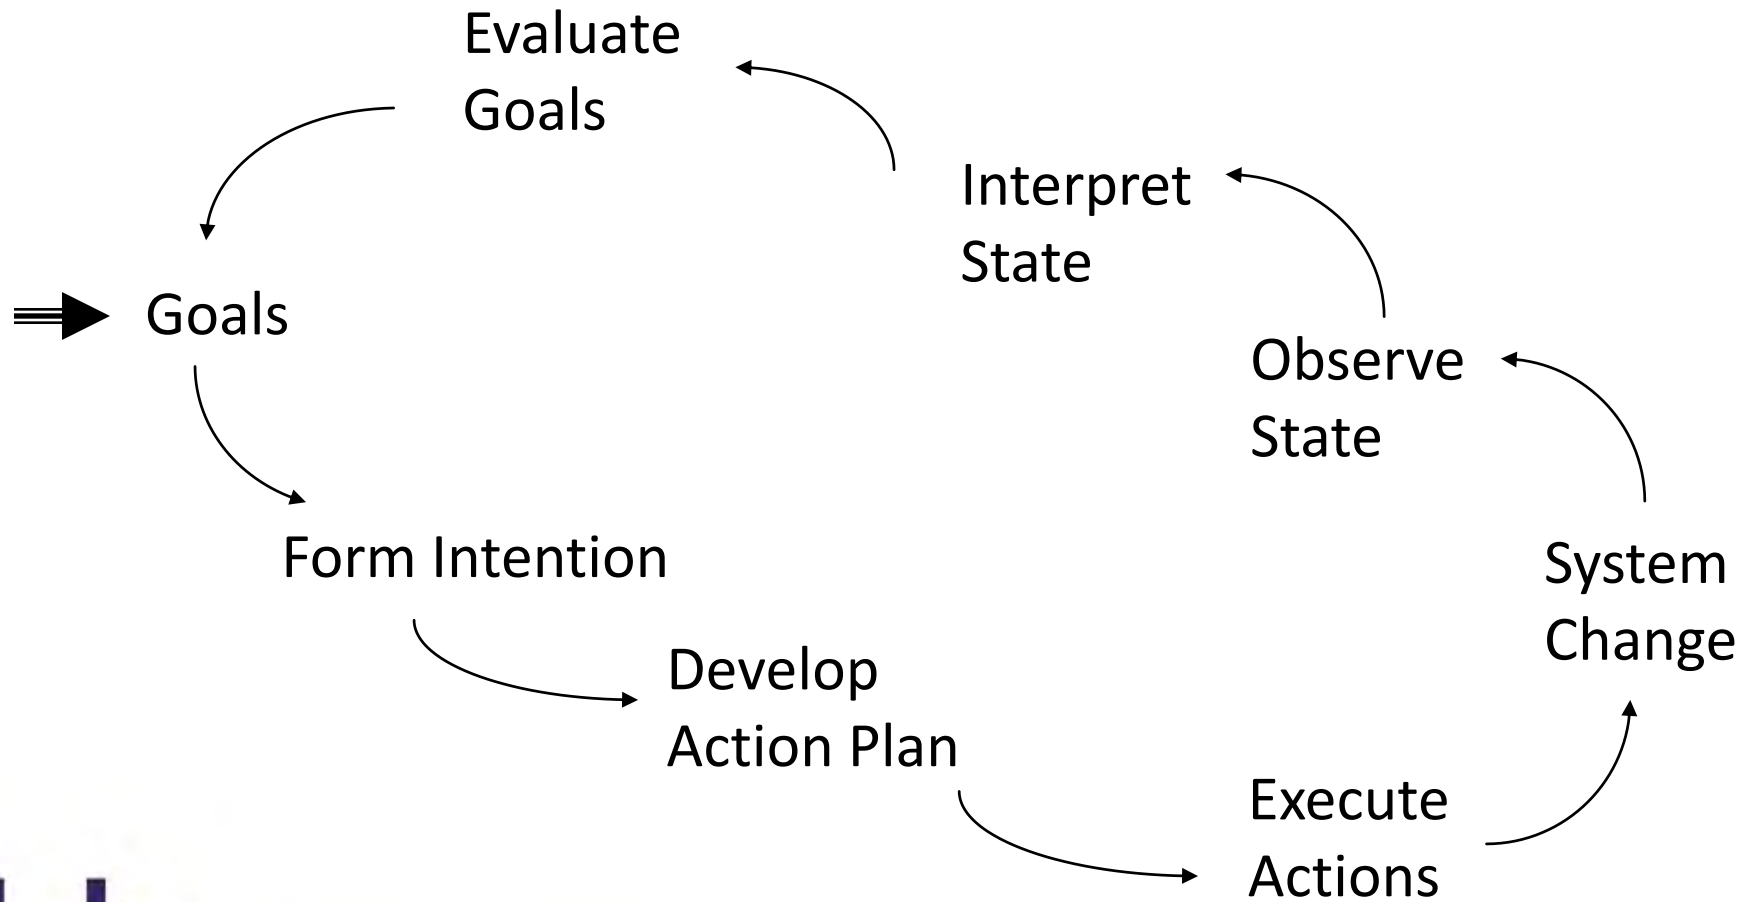 Evaluate
Goals
Interpret
State
Goals
Observe
State
Form Intention
System
Change
Develop
Action Plan
Execute
Actions